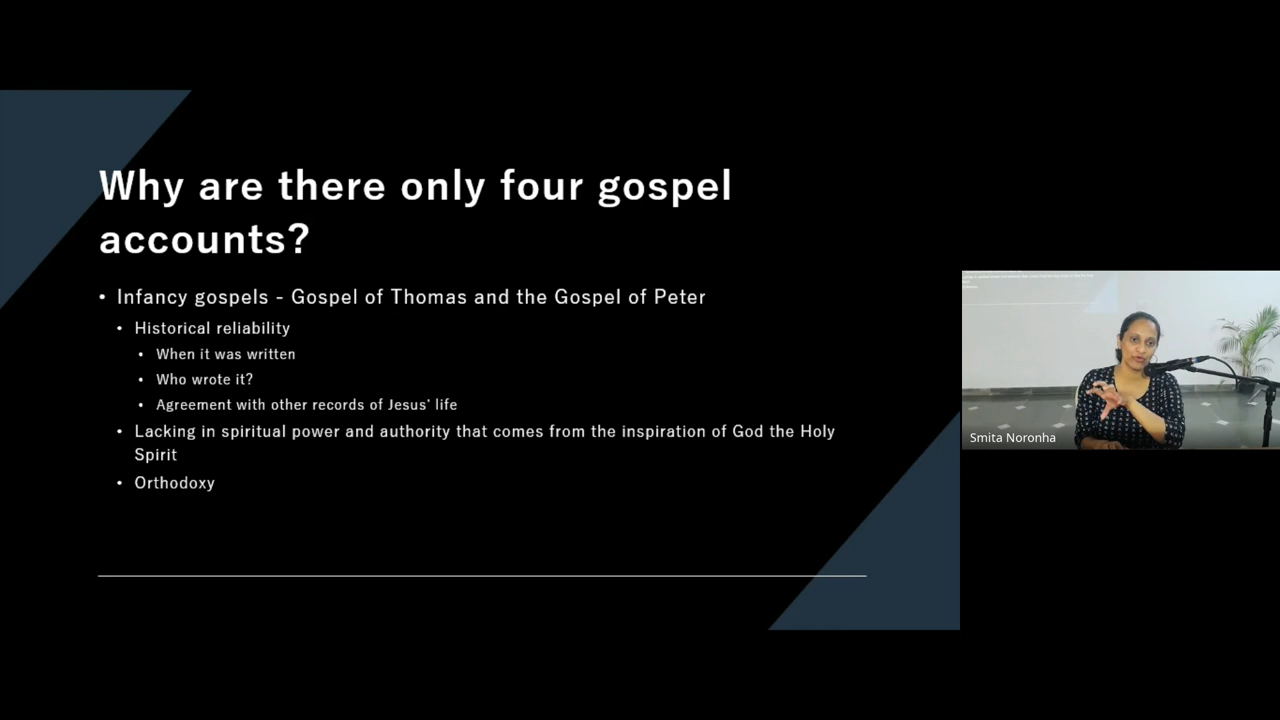 Why are there only four gospel
accounts?
• Infancy gospels - Gospel of Thomas and the Gospel of Peter
• Historical reliability
• When it was written
• Who wrote it?
• Agreement with other records of Jesus' life
• Lacking in spiritual power and authority that comes from the inspiration of God the Holy
Spirit
• Orthodoxy
Smita Noronha